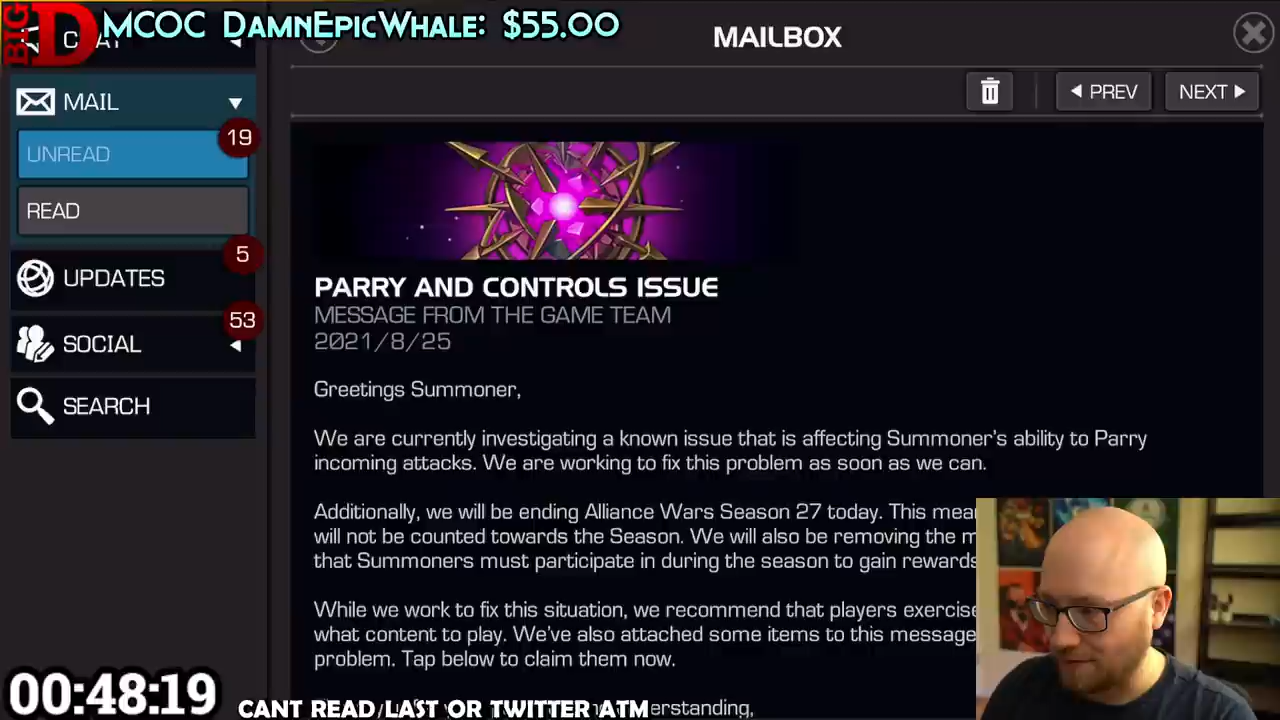 BIG D
MCOC DAMNEPICWHALE: $55.00
MAILBOX
MAIL
19
UNREAD
READ
5
UPDATES
53
SOCIAL
SEARCH
PREV
NEXT
PARRY AND CONTROLS ISSUE
MESSAGE FROM THE GAME TEAM
2021/8/25
Greetings Summoner,
We are currently investigating a known issue that is affecting Summoner's ability to Parry
incoming attacks. We are working to fix this problem as soon as we can.
Additionally, we will be ending Alliance Wars Season 27 today. This
will not be counted towards the Season. We will also be removing the
that Summoners must participate in during the season to gain rewards
While we work to fix this situation, we recommend that players exercise
what content to play. We've also attached some items to this message
problem. Tap below to claim them now.
00:48:19
CANT READ LAST OR TWITTER ATM